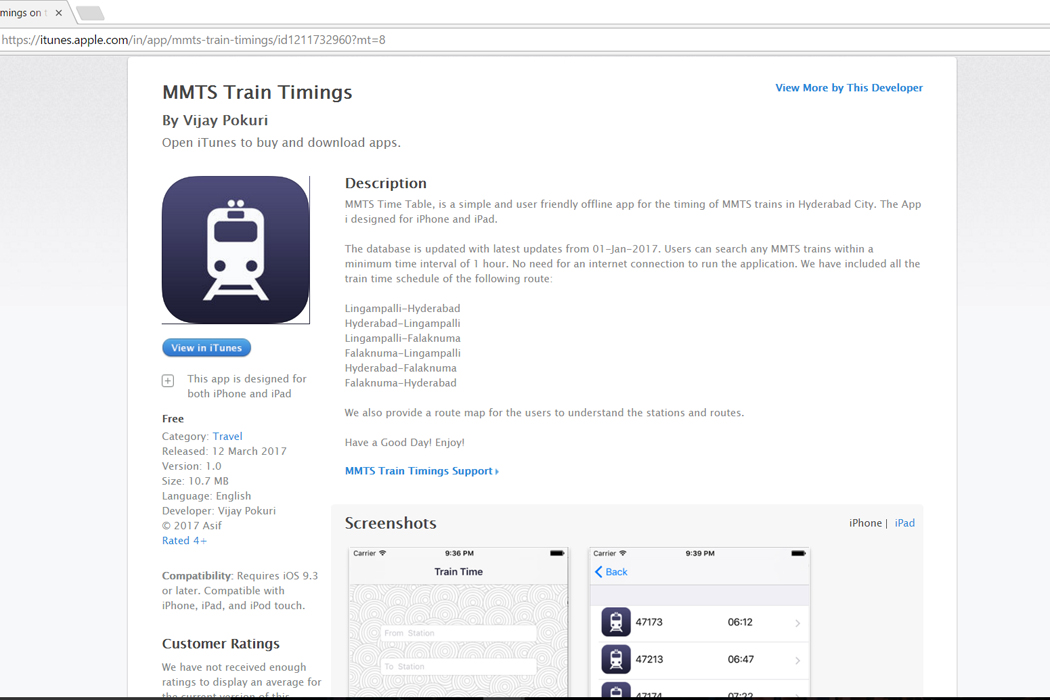 mings on t
https://itunes.apple.com/in/app/mmts-train-timings/id1211732960?mt=8
MMTS Train Timings
View More by This Developer
By Vijay Pokuri
Open iTunes to buy and download apps.
Description
MMTS Time Table, is a simple and user friendly offline app for the timing of MMTS trains in Hyderabad City. The App
i designed for iPhone and iPad.
The database is updated with latest updates from 01-Jan-2017. Users can search any MMTS trains within a
minimum time interval of 1 hour. No need for an internet connection to run the application. We have included all the
train time schedule of the following route:
Lingampalli-Hyderabad
Hyderabad-Lingampalli
Lingampalli-Falaknuma
Falaknuma-Lingampalli
Hyderabad-Falaknuma
Falaknuma-Hyderabad
We also provide a route map for the users to understand the stations and routes.
Have a Good Day! Enjoy!
MMTS Train Timings Support
View in iTunes
This app is designed for
both iPhone and iPad
Free
Category: Travel
Released: 12 March 2017
Version: 1.0
Size: 10.7 MB
Language: English
Developer: Vijay Pokuri
© 2017 Asif
Rated 4+
Compatibility: Requires iOS 9.3
or later. Compatible with
iPhone, iPad, and iPod touch.
Customer Ratings
We have not received enough
ratings to display an average for
the current version of this
Screenshots
iPhone | iPad
Carrier 9:36 PM
Train Time
From Station
To Station
Carrier 9:39 PM
Back
47173 06:12
47213 06:47
47174 07:22